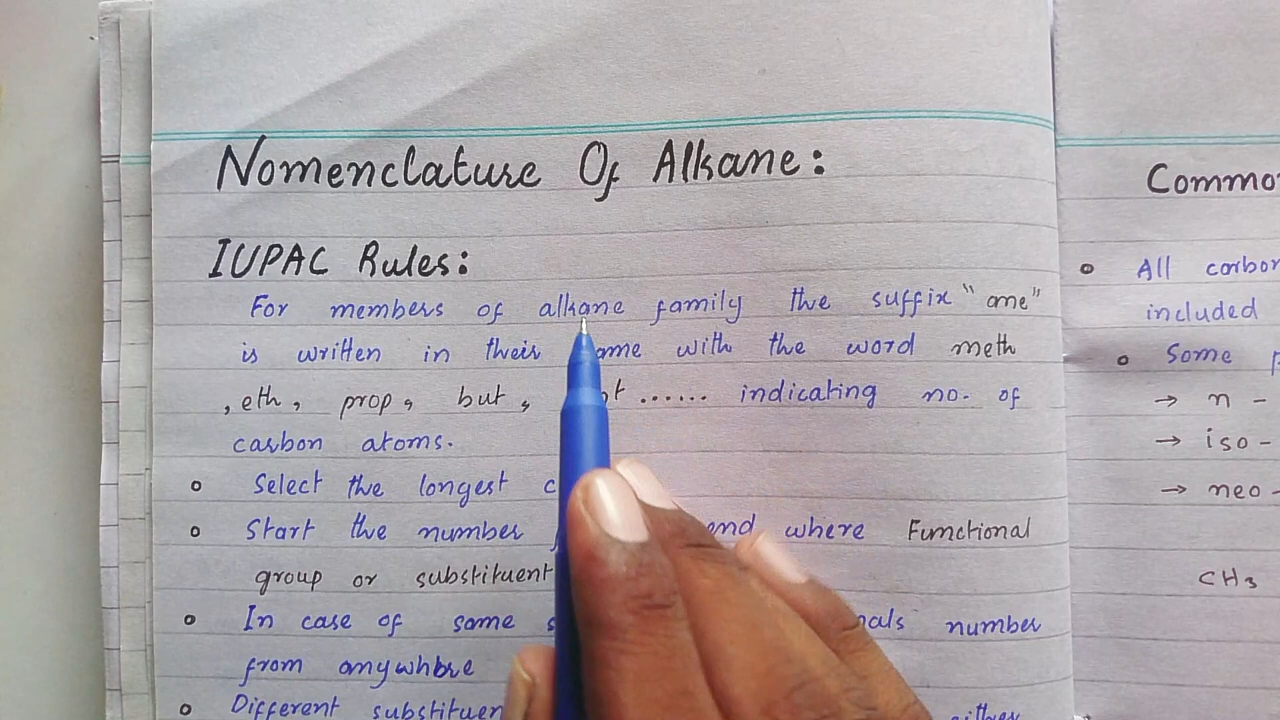 Nomenclature Of Alkane:
IUPAC Rules:
For members of alkane family the suffix "ane"
is written in their with the word meth
, eth, prop, but, ...... indicating no. of
carbon atoms.
Select the longest
Start the number end where Functional
group or substituent
In case of same number
from anywhere
Different
Commo
All carbon
included
Some
→ n -
→ iso -
→ neo -
CH3